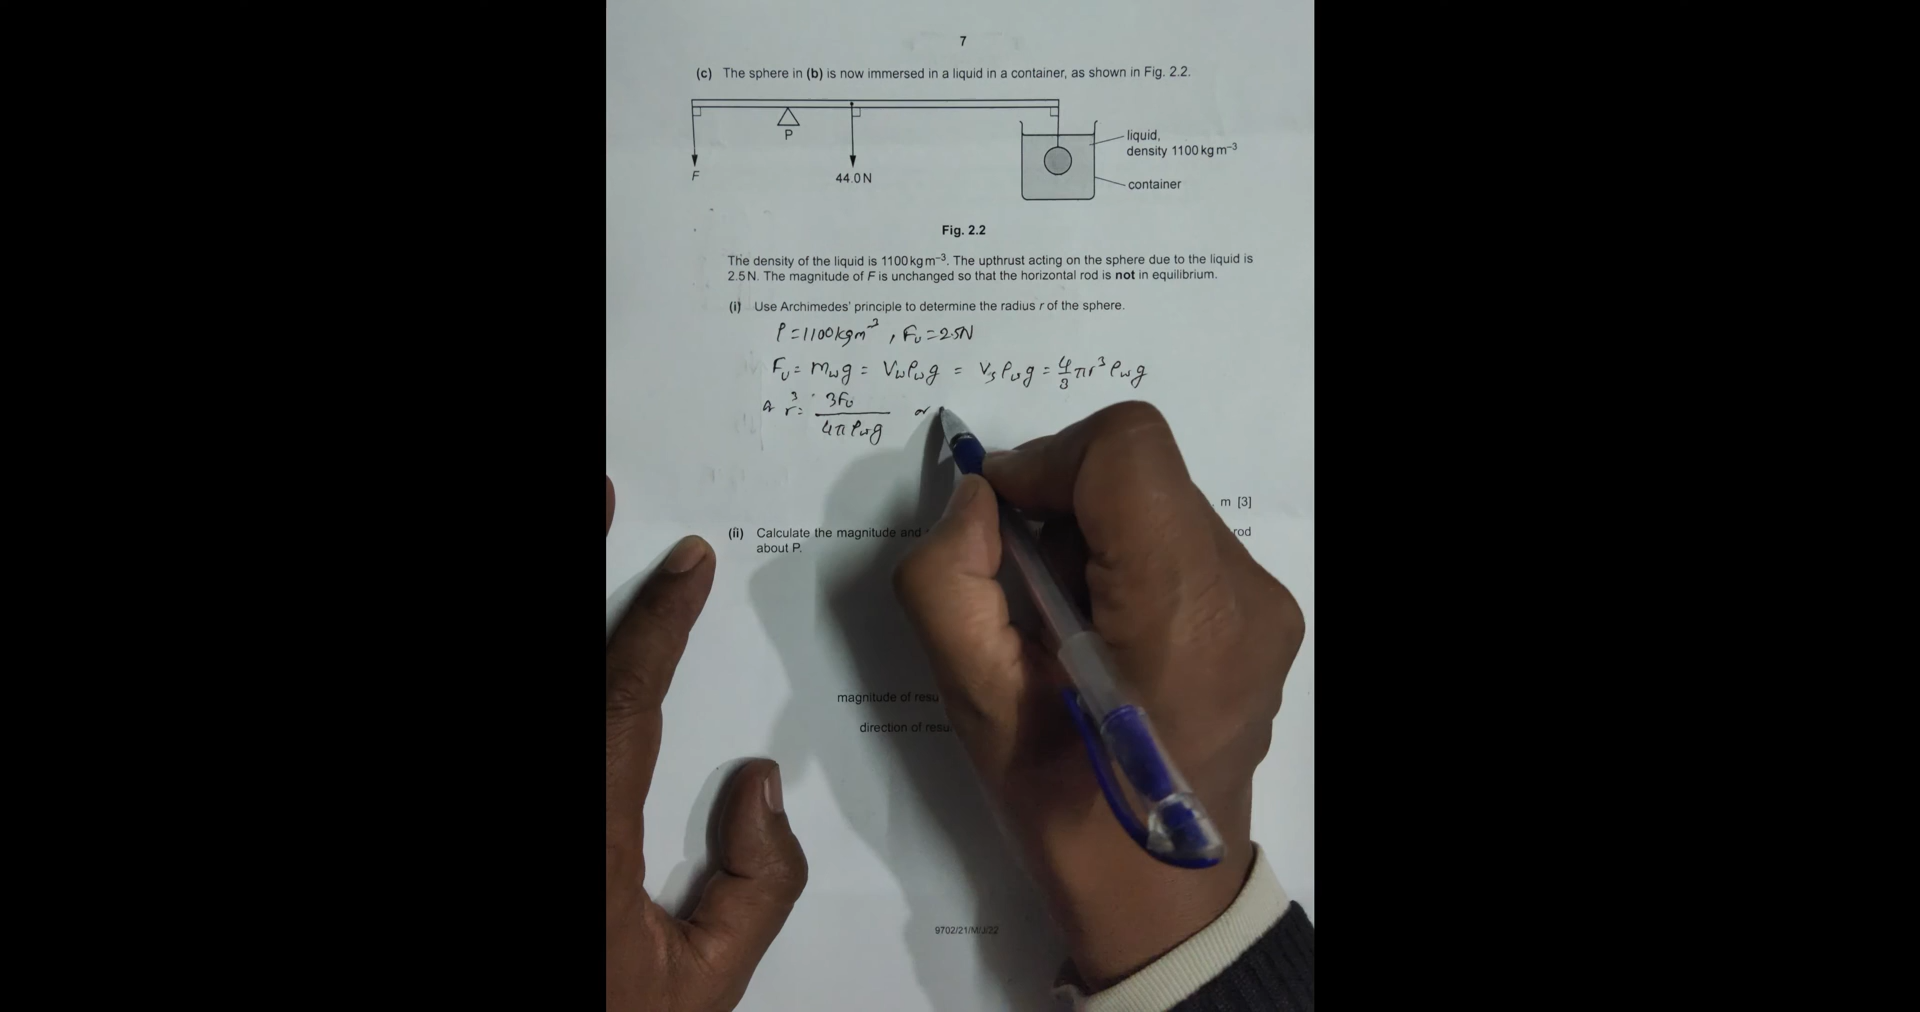 7
(c) The sphere in (b) is now immersed in a liquid in a container, as shown in Fig. 2.2.
P
liquid,
density 1100 kg m⁻³
F
44.0 N
container
Fig. 2.2
The density of the liquid is 1100 kg m⁻³. The upthrust acting on the sphere due to the liquid is
2.5 N. The magnitude of F is unchanged so that the horizontal rod is not in equilibrium.
(i) Use Archimedes' principle to determine the radius r of the sphere.
ρ = 1100 kg m⁻³, Fᵤ = 2.5N
Fᵤ = m_w g = V_w ρ_w g = V_s ρ_w g = 4/3 πr³ ρ_w g
r³ = 3Fᵤ / 4πρ_w g or
m [3]
(ii) Calculate the magnitude and rod
about P.
magnitude of resu
direction of resu
9702/21/M/J/22